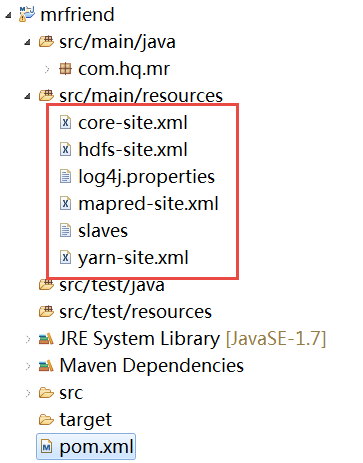 mrfriend
src/main/java
com.hq.mr
src/main/resources
core-site.xml
hdfs-site.xml
log4j.properties
mapred-site.xml
slaves
yarn-site.xml
src/test/java
src/test/resources
JRE System Library [JavaSE-1.7]
Maven Dependencies
src
target
pom.xml